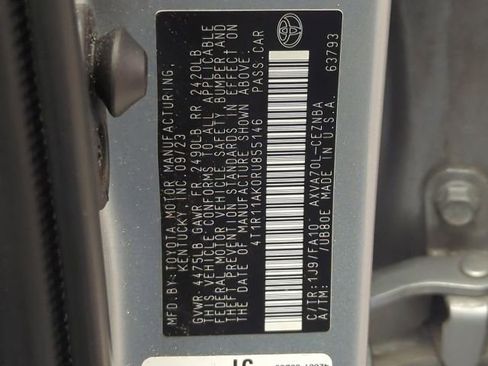 MFD.BY:TOYOTA MOTOR MANUFACTURING,
KENTUCKY, INC. 09/23
GVWR 4475LB GAWR FR 2490LB RR 2420LB
THIS VEHICLE CONFORMS TO ALL APPLICABLE
FEDERAL MOTOR VEHICLE SAFETY, BUMPER, AND
THEFT PREVENTION STANDARDS IN EFFECT ON
THE DATE OF MANUFACTURE SHOWN ABOVE.
4T1R11AK0RU855146 PASS.CAR
63793
C/TR:1J9/FA10 AXVA70L-CEZNBA
A/TM: /UB80E MADE IN U.S.A.